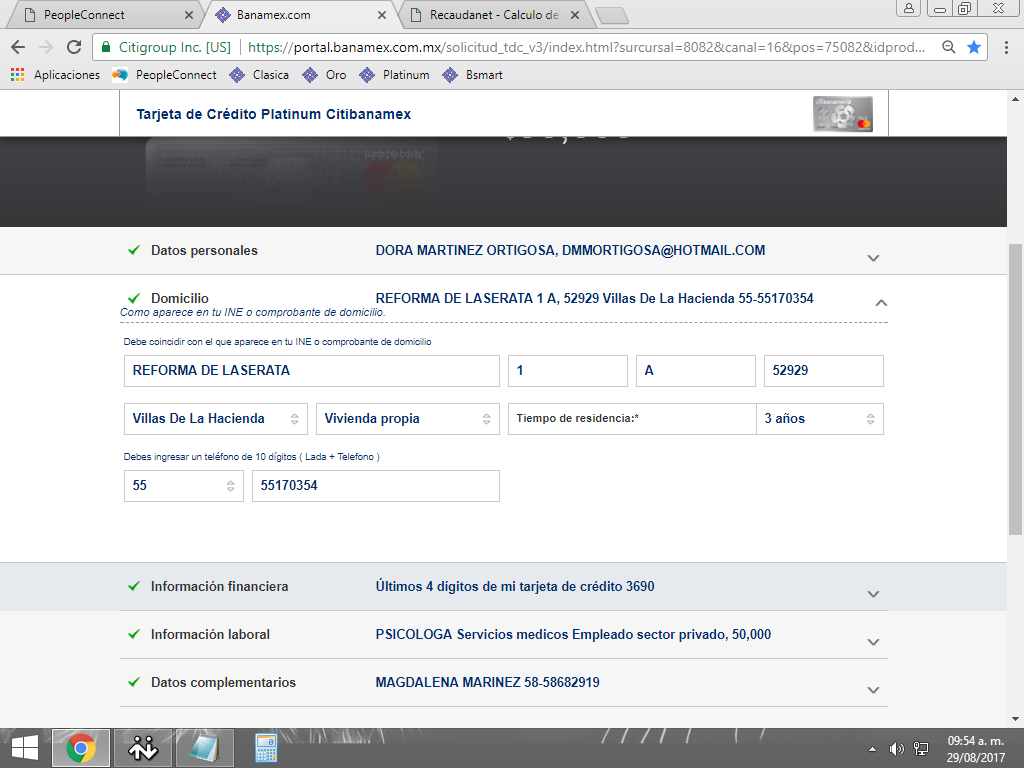 PeopleConnect
Banamex.com
Recaudanet - Calculo de
Citigroup Inc. [US] https://portal.banamex.com.mx/solicitud_tdc_v3/index.html?surcursal=8082&canal=16&pos=75082&idprod...
Aplicaciones PeopleConnect Clasica Oro Platinum Bsmart
Tarjeta de Crédito Platinum Citibanamex
Datos personales DORA MARTINEZ ORTIGOSA, DMMORTIGOSA@HOTMAIL.COM
Domicilio REFORMA DE LASERATA 1 A, 52929 Villas De La Hacienda 55-55170354
Como aparece en tu INE o comprobante de domicilio.
Debe coincidir con el que aparece en tu INE o comprobante de domicilio
REFORMA DE LASERATA 1 A 52929
Villas De La Hacienda Vivienda propia Tiempo de residencia:* 3 años
Debes ingresar un teléfono de 10 dígitos ( Lada + Telefono )
55 55170354
Información financiera Últimos 4 dígitos de mi tarjeta de crédito 3690
Información laboral PSICOLOGA Servicios medicos Empleado sector privado, 50,000
Datos complementarios MAGDALENA MARINEZ 58-58682919
09:54 a. m.
29/08/2017